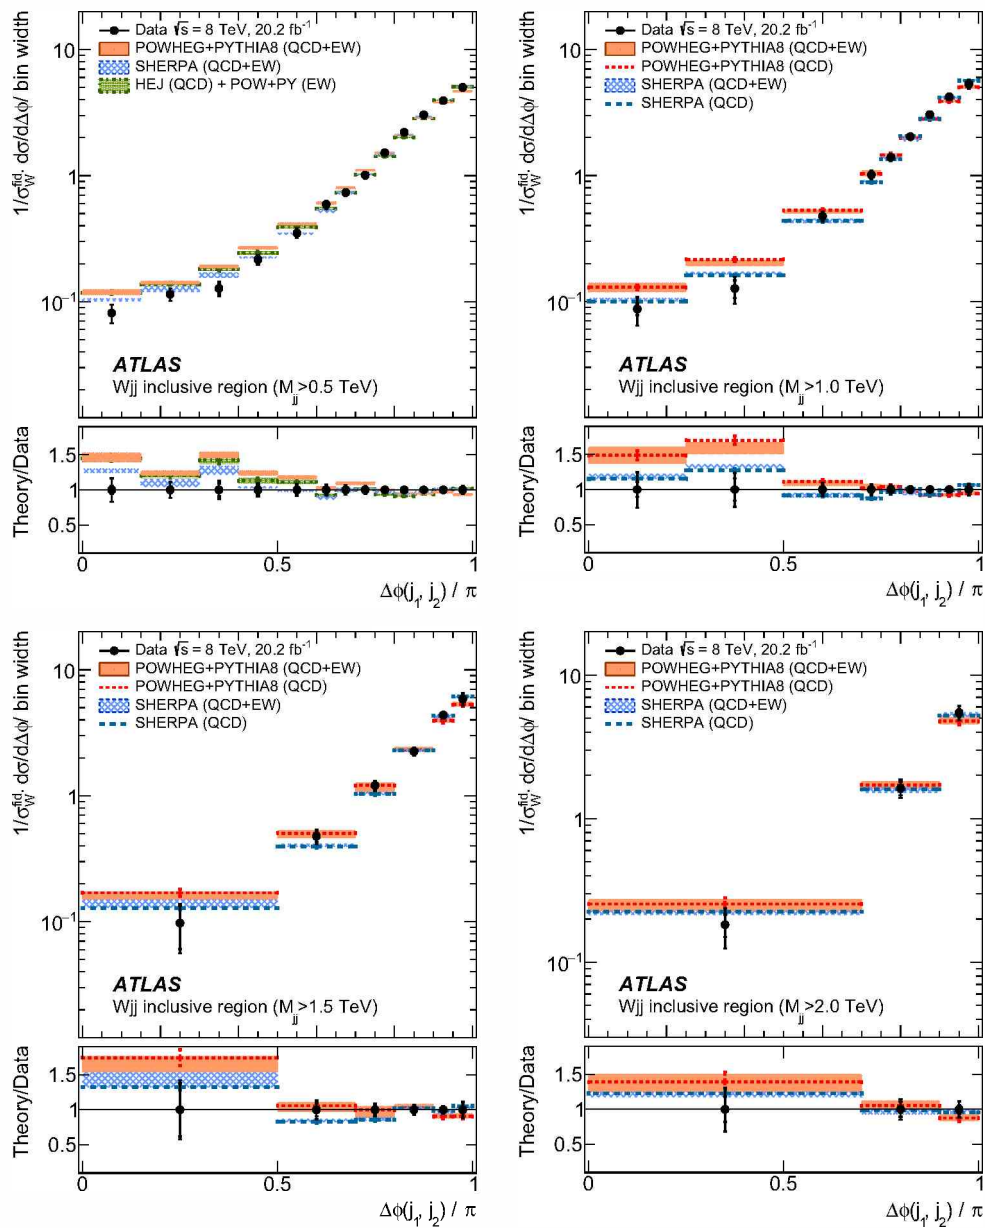 Data √s = 8 TeV, 20.2 fb⁻¹
POWHEG+PYTHIA8 (QCD+EW)
SHERPA (QCD+EW)
HEJ (QCD) + POW+PY (EW)
1/σ_W^fid. dσ/dΔϕ/ bin width
10
1
10⁻¹
ATLAS
Wjj inclusive region (M_jj>0.5 TeV)
Theory/Data
1.5
1
0.5
0 0.5 1
Δϕ(j₁, j₂) / π
Data √s = 8 TeV, 20.2 fb⁻¹
POWHEG+PYTHIA8 (QCD+EW)
POWHEG+PYTHIA8 (QCD)
SHERPA (QCD+EW)
SHERPA (QCD)
1/σ_W^fid. dσ/dΔϕ/ bin width
10
1
10⁻¹
ATLAS
Wjj inclusive region (M_jj>1.0 TeV)
Theory/Data
1.5
1
0.5
0 0.5 1
Δϕ(j₁, j₂) / π
Data √s = 8 TeV, 20.2 fb⁻¹
POWHEG+PYTHIA8 (QCD+EW)
POWHEG+PYTHIA8 (QCD)
SHERPA (QCD+EW)
SHERPA (QCD)
1/σ_W^fid. dσ/dΔϕ/ bin width
10
1
10⁻¹
ATLAS
Wjj inclusive region (M_jj>1.5 TeV)
Theory/Data
1.5
1
0.5
0 0.5 1
Δϕ(j₁, j₂) / π
Data √s = 8 TeV, 20.2 fb⁻¹
POWHEG+PYTHIA8 (QCD+EW)
POWHEG+PYTHIA8 (QCD)
SHERPA (QCD+EW)
SHERPA (QCD)
1/σ_W^fid. dσ/dΔϕ/ bin width
10
1
10⁻¹
ATLAS
Wjj inclusive region (M_jj>2.0 TeV)
Theory/Data
1.5
1
0.5
0 0.5 1
Δϕ(j₁, j₂) / π